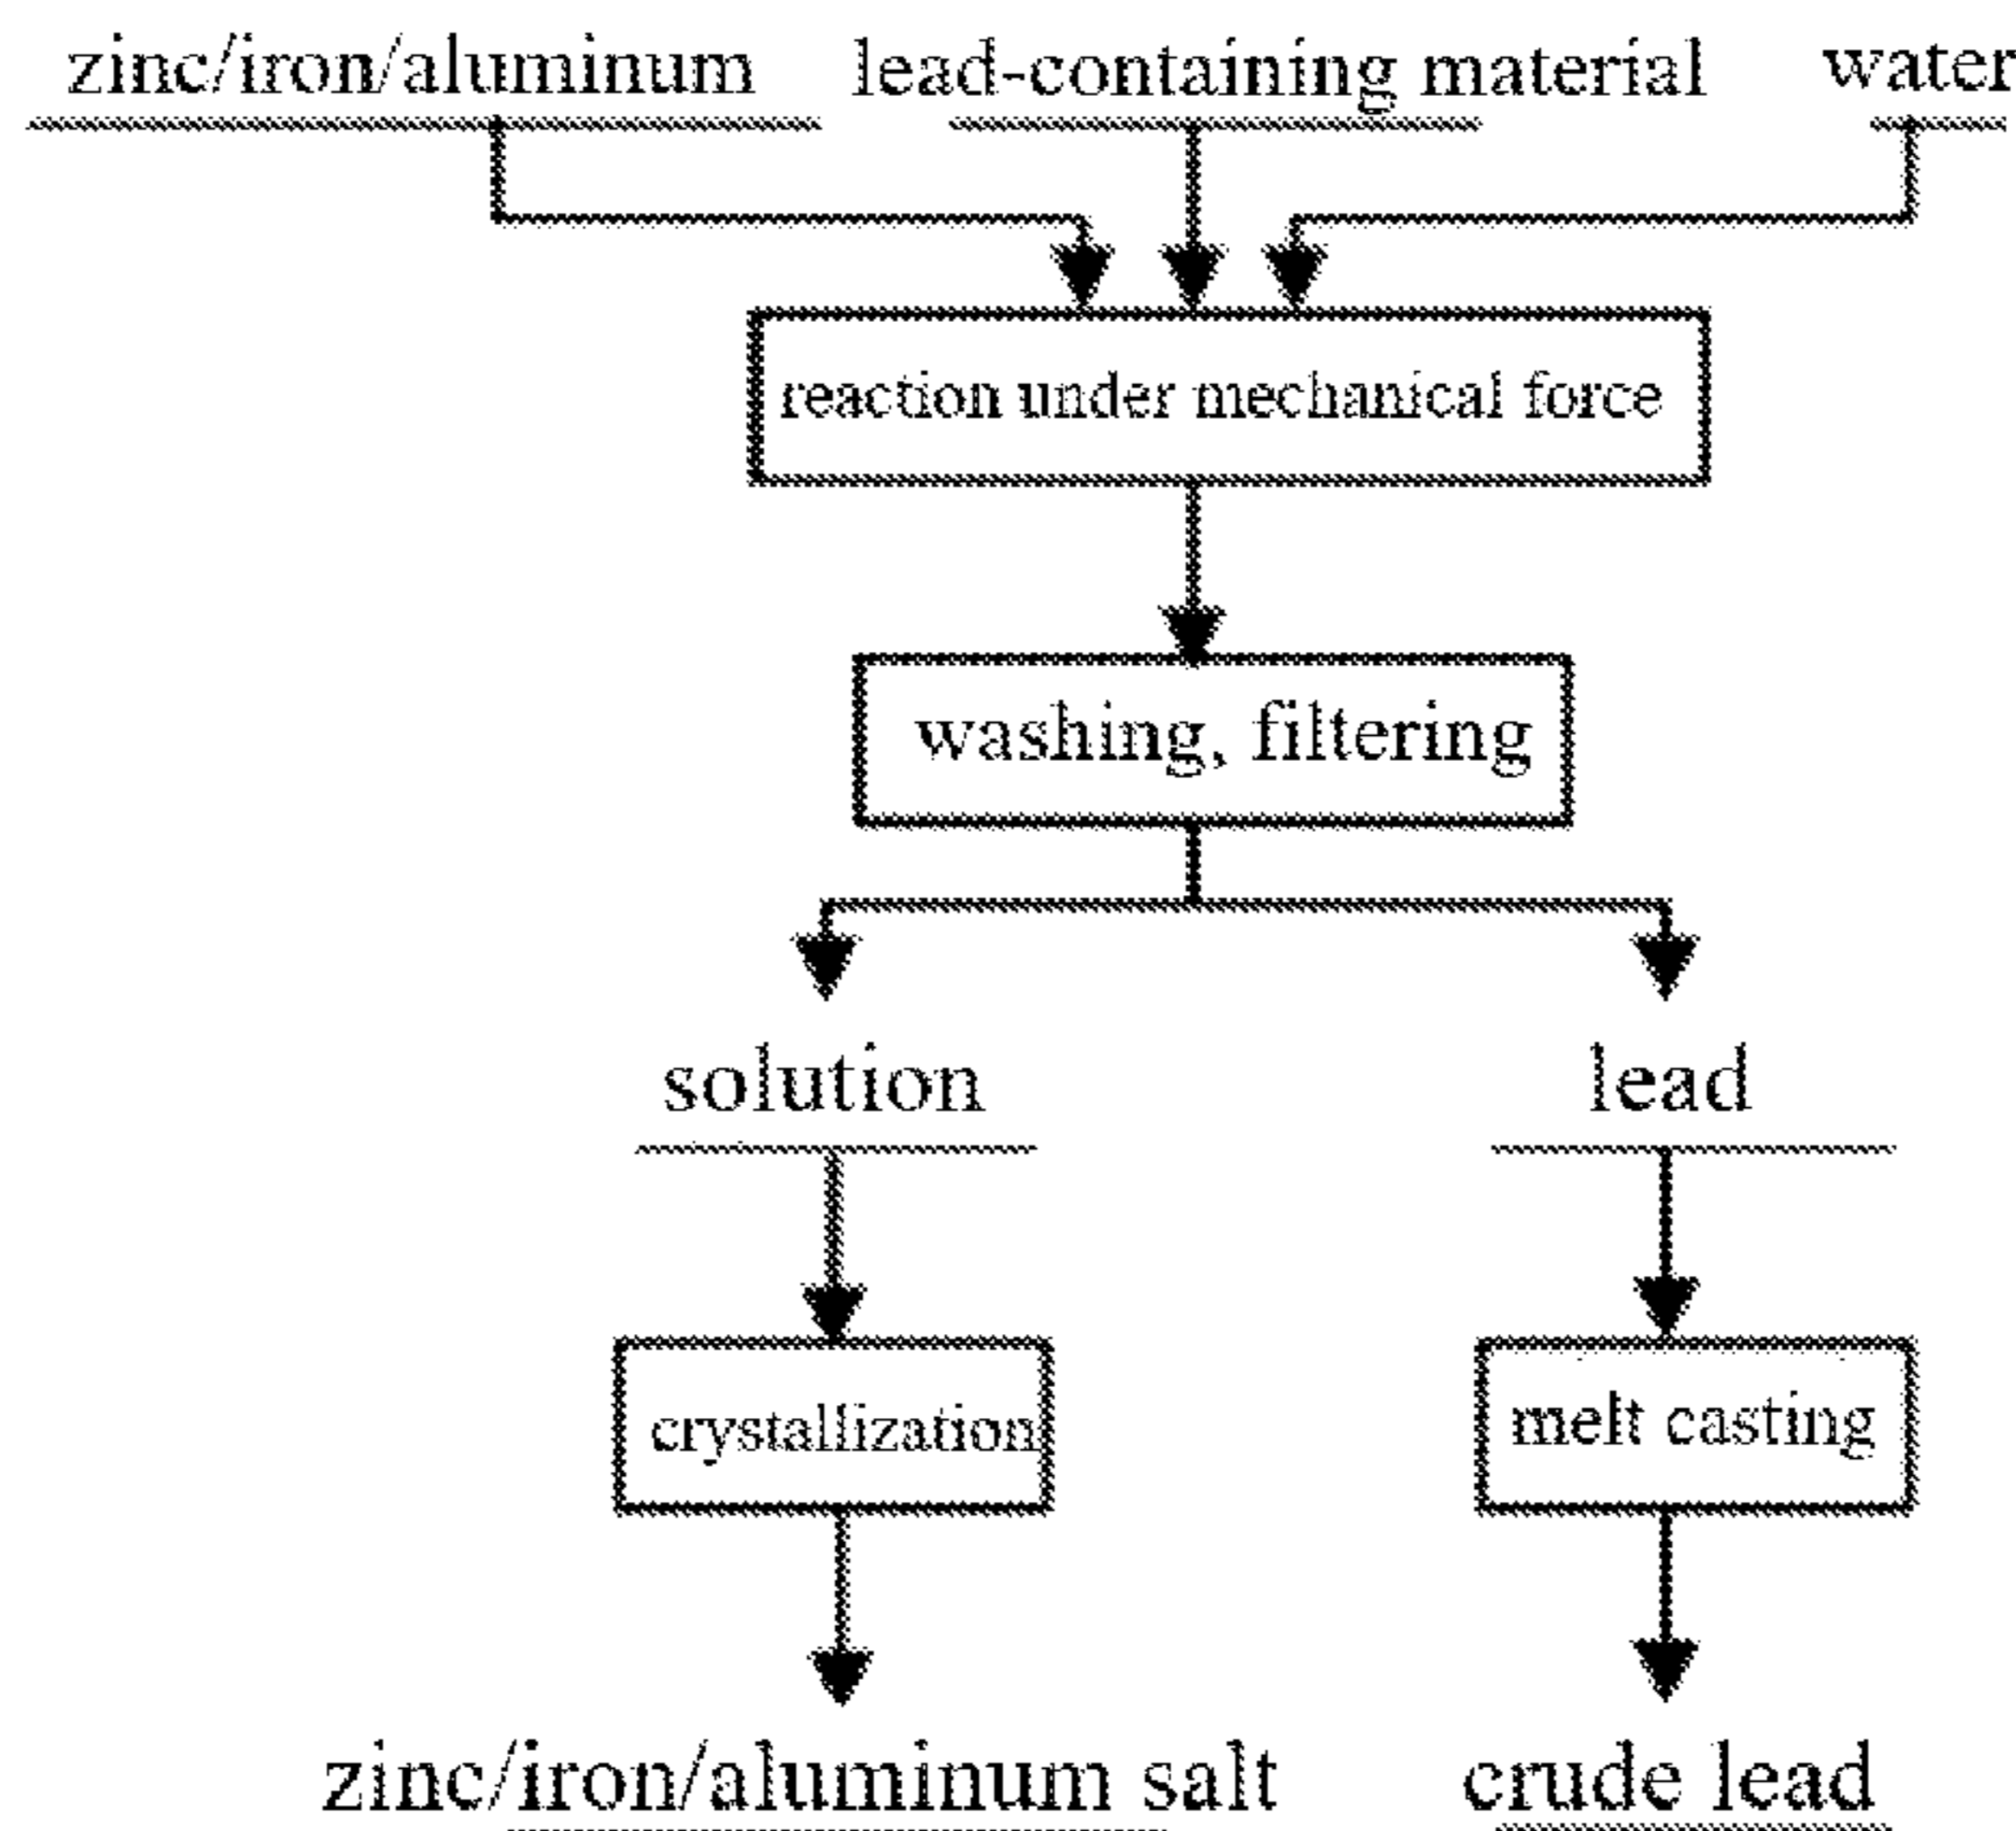 zinc/iron/aluminum
lead-containing material
water
reaction under mechanical force
washing, filtering
solution
lead
crystallization
melt casting
zinc/iron/aluminum salt
crude lead